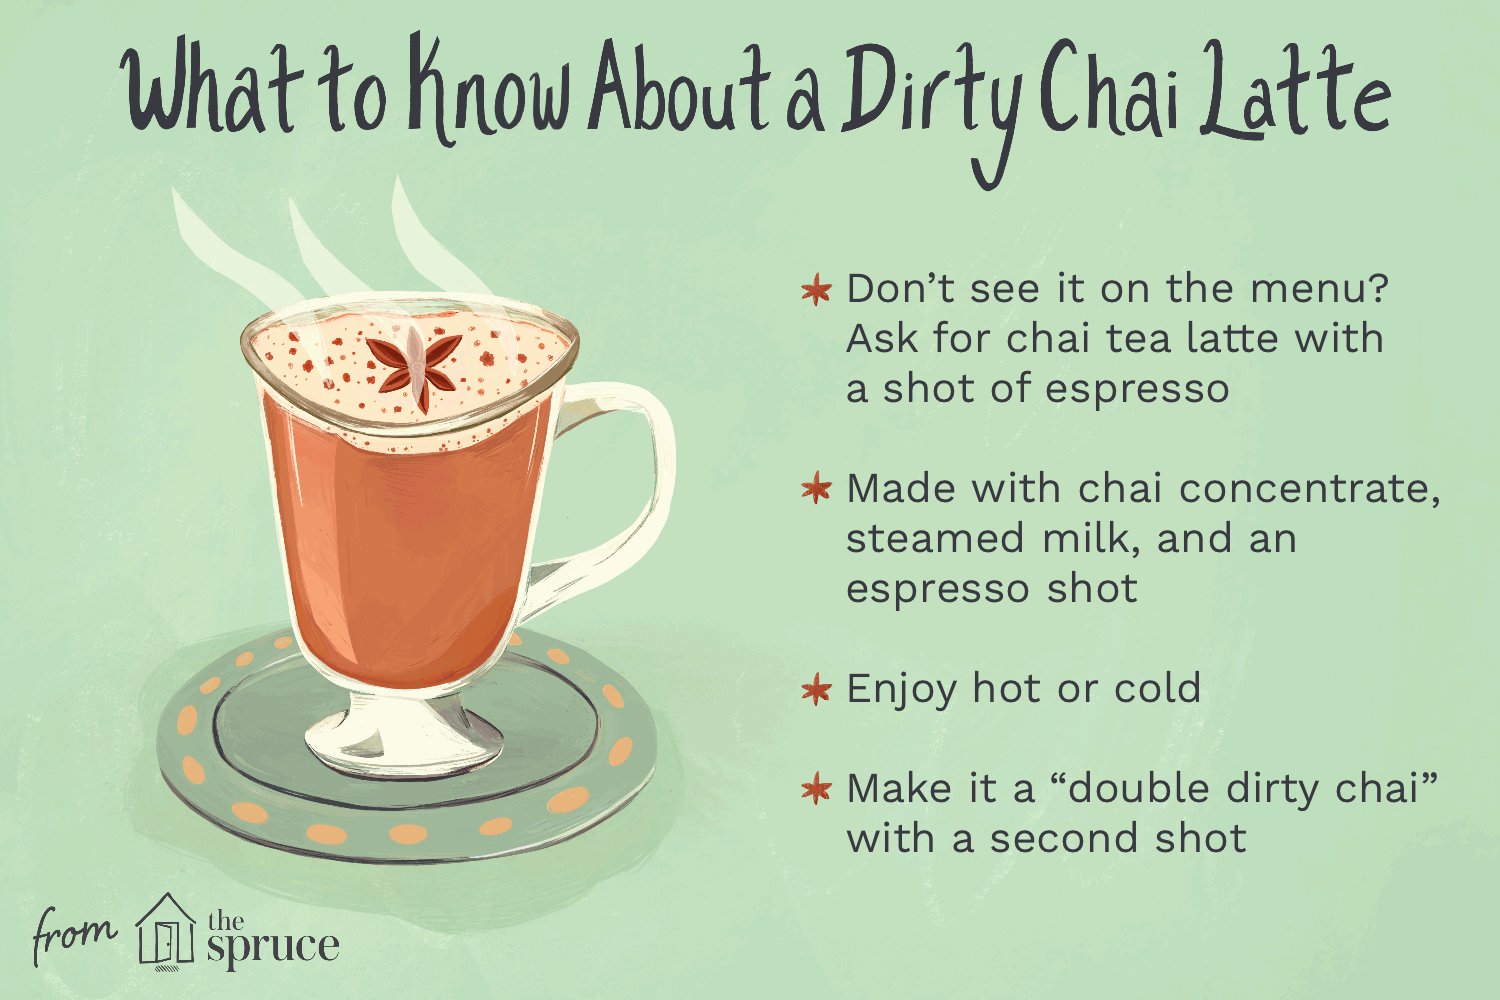 What to Know About a Dirty Chai Latte
Don’t see it on the menu?
Ask for chai tea latte with
a shot of espresso
Made with chai concentrate,
steamed milk, and an
espresso shot
Enjoy hot or cold
Make it a “double dirty chai”
with a second shot
from the
spruce